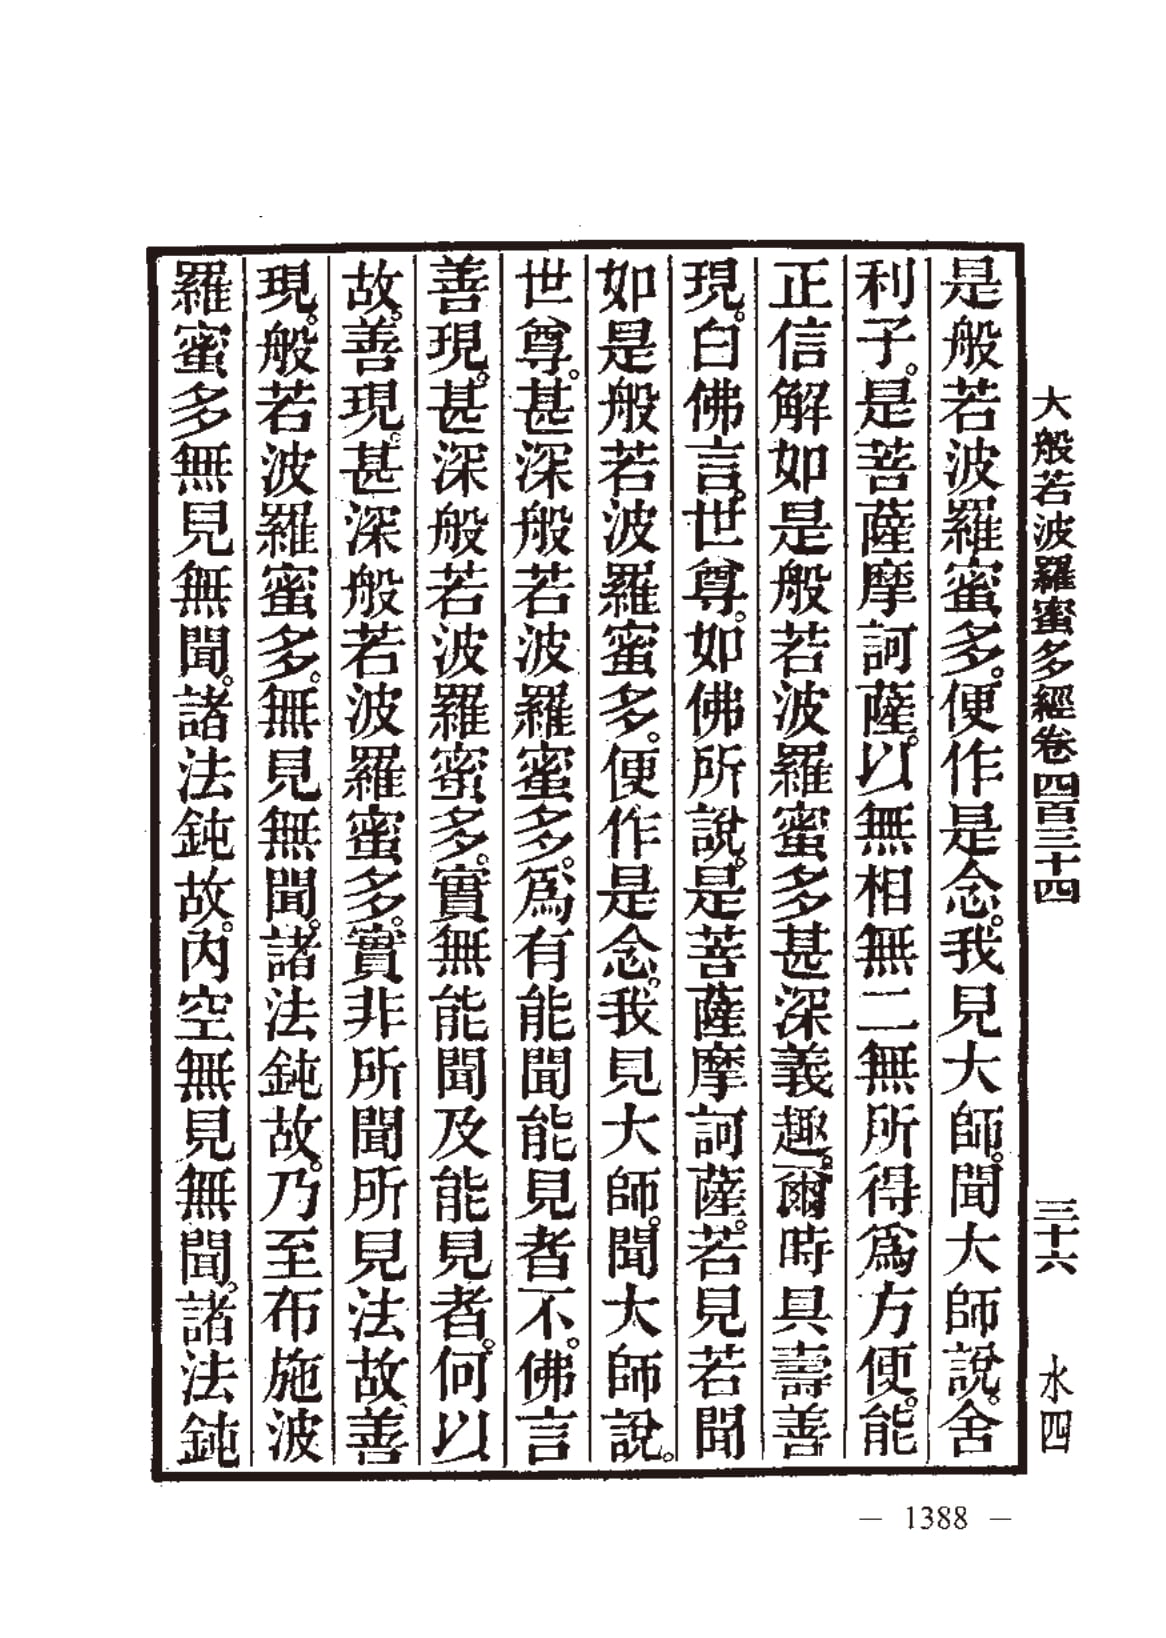 大般若波羅蜜多經卷四百三十四 三十六 水四
是般若波羅蜜多。便作是念。我見大師。聞大師說。舍
利子。是菩薩摩訶薩。以無相無二無所得爲方便。能
正信解如是般若波羅蜜多甚深義趣。爾時具壽善
現。白佛言。世尊。如佛所說。是菩薩摩訶薩。若見若聞
如是般若波羅蜜多。便作是念。我見大師。聞大師說。
世尊。甚深般若波羅蜜多。爲有能聞能見者不。佛言
善現。甚深般若波羅蜜多。實無能聞及能見者。何以
故。善現。甚深般若波羅蜜多。實非所聞所見法故。善
現。般若波羅蜜多。無見無聞。諸法鈍故。乃至布施波
羅蜜多無見無聞。諸法鈍故。內空無見無聞。諸法鈍
— 1388 —